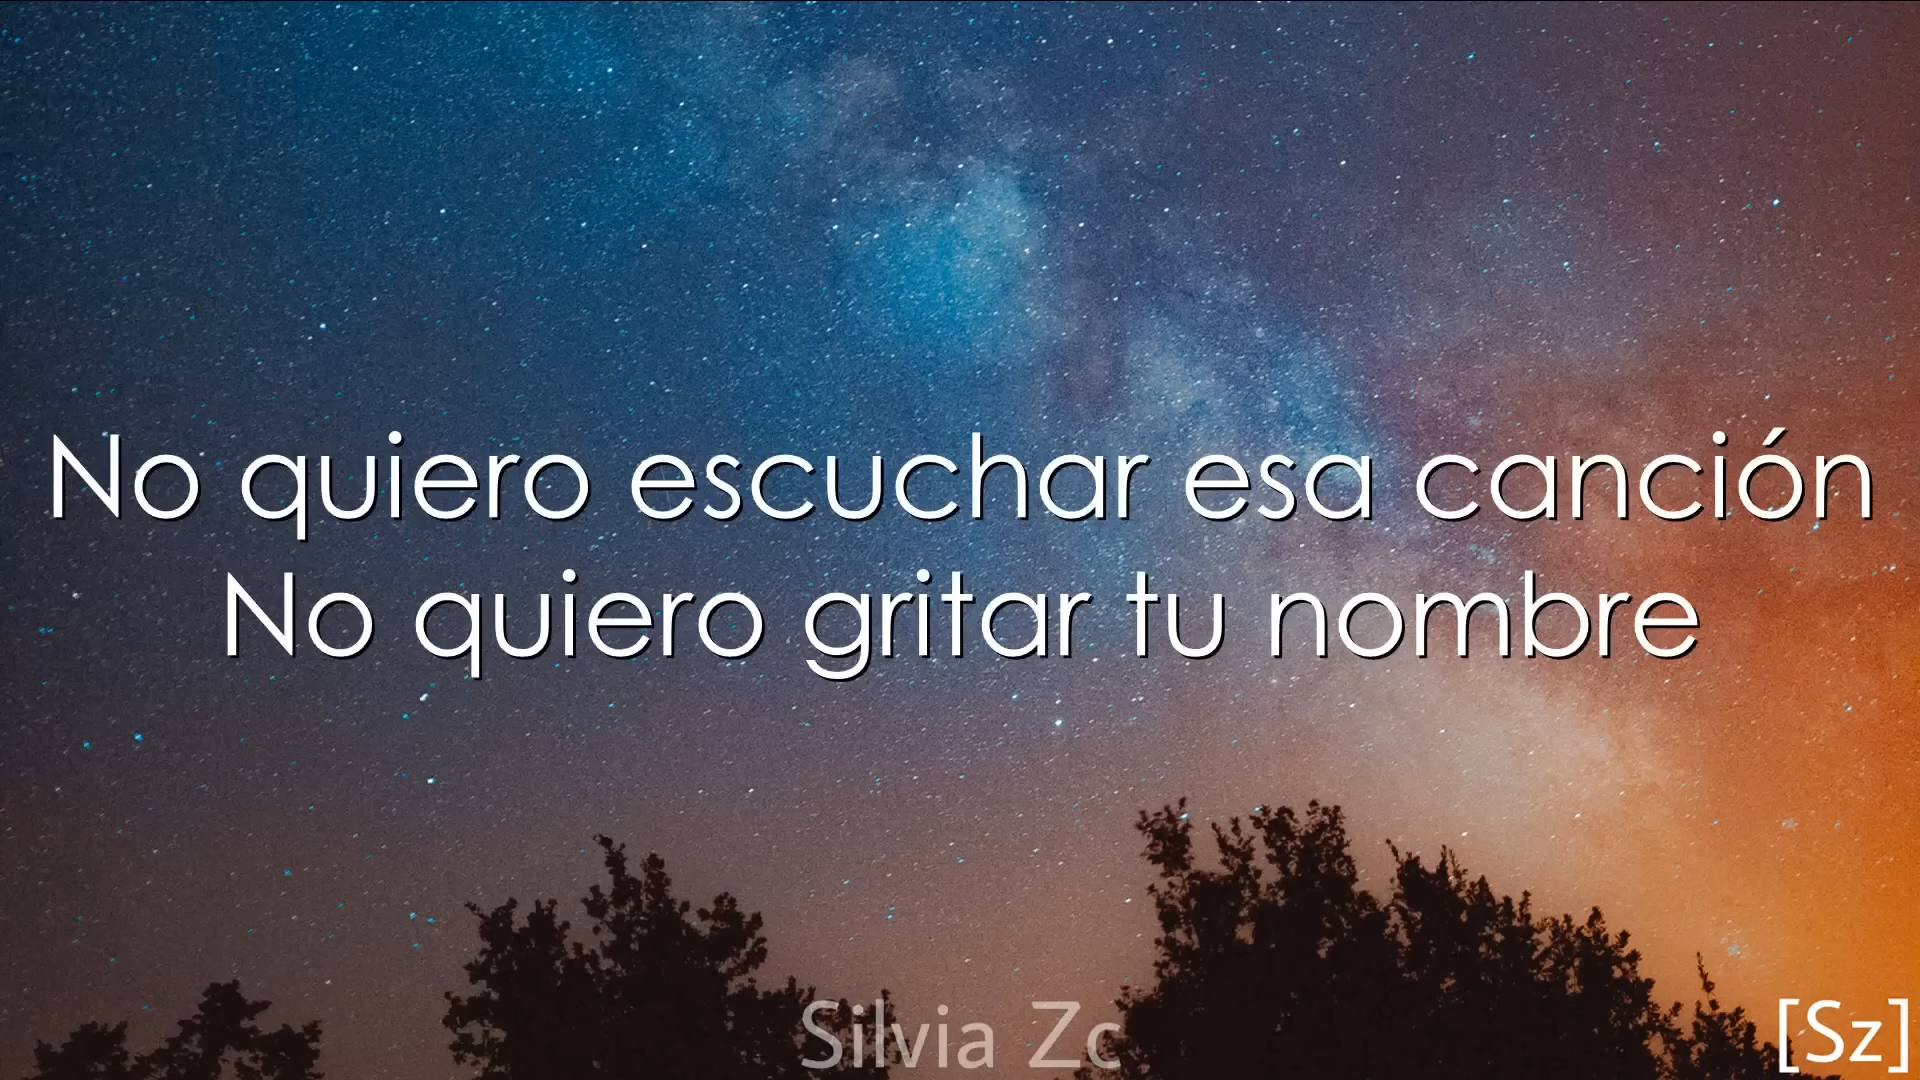 No quiero escuchar esa canción
No quiero gritar tu nombre
Silvia Zc
[Sz]